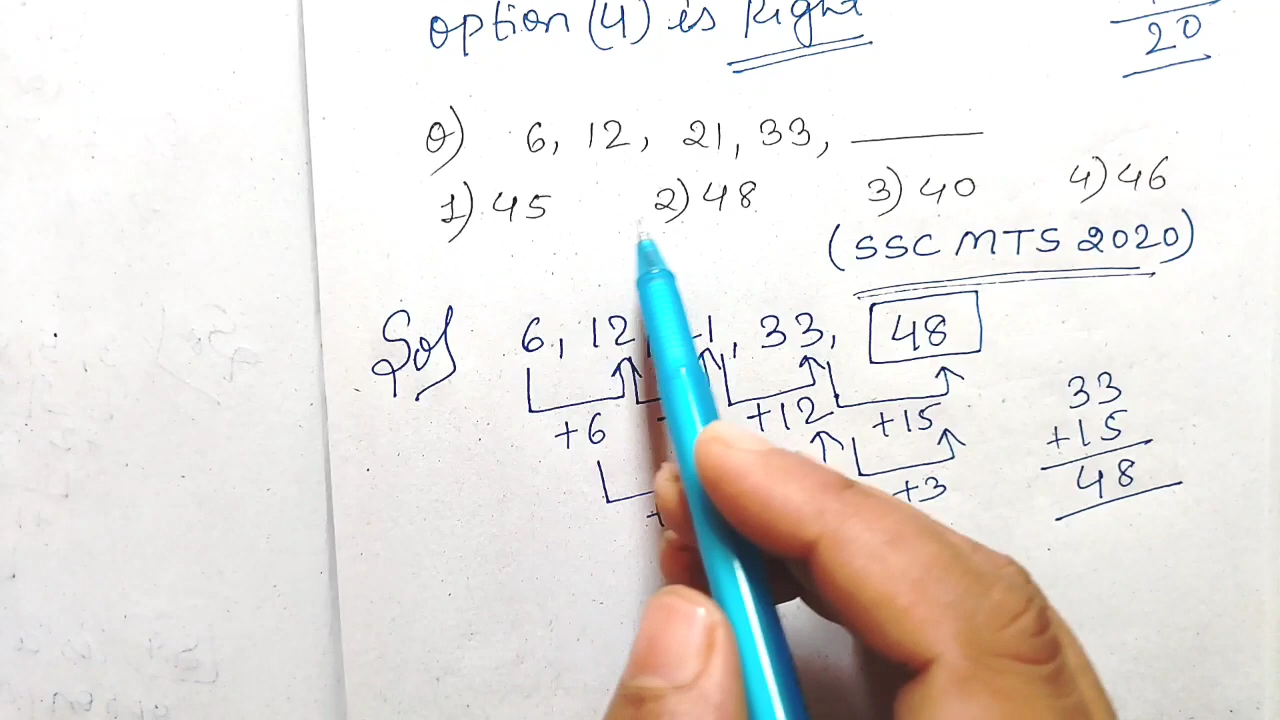 option (4) is Right
20
Q) 6, 12, 21, 33, ____
1) 45 2) 48 3) 40 4) 46
(SSC MTS 2020)
Sol 6, 12, 33, 48
+6 +12 +15
+3
33
+15
48